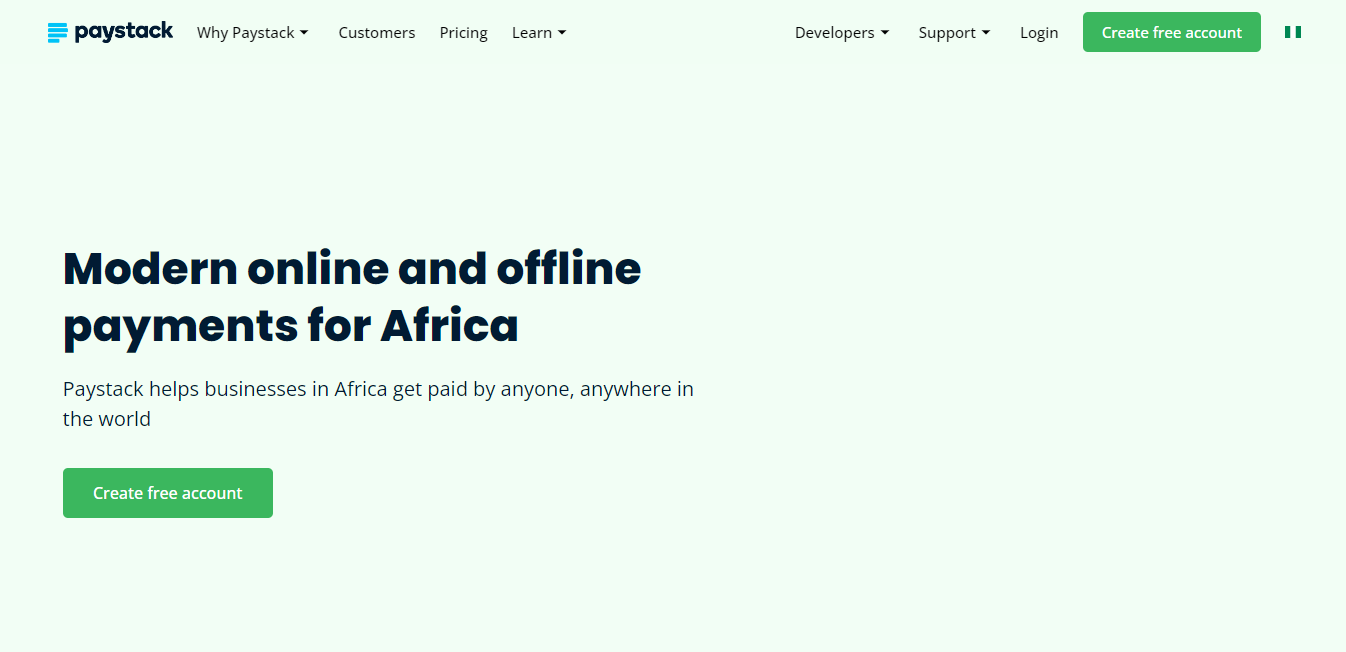 paystack Why Paystack Customers Pricing Learn Developers Support Login Create free account
Modern online and offline
payments for Africa
Paystack helps businesses in Africa get paid by anyone, anywhere in
the world
Create free account